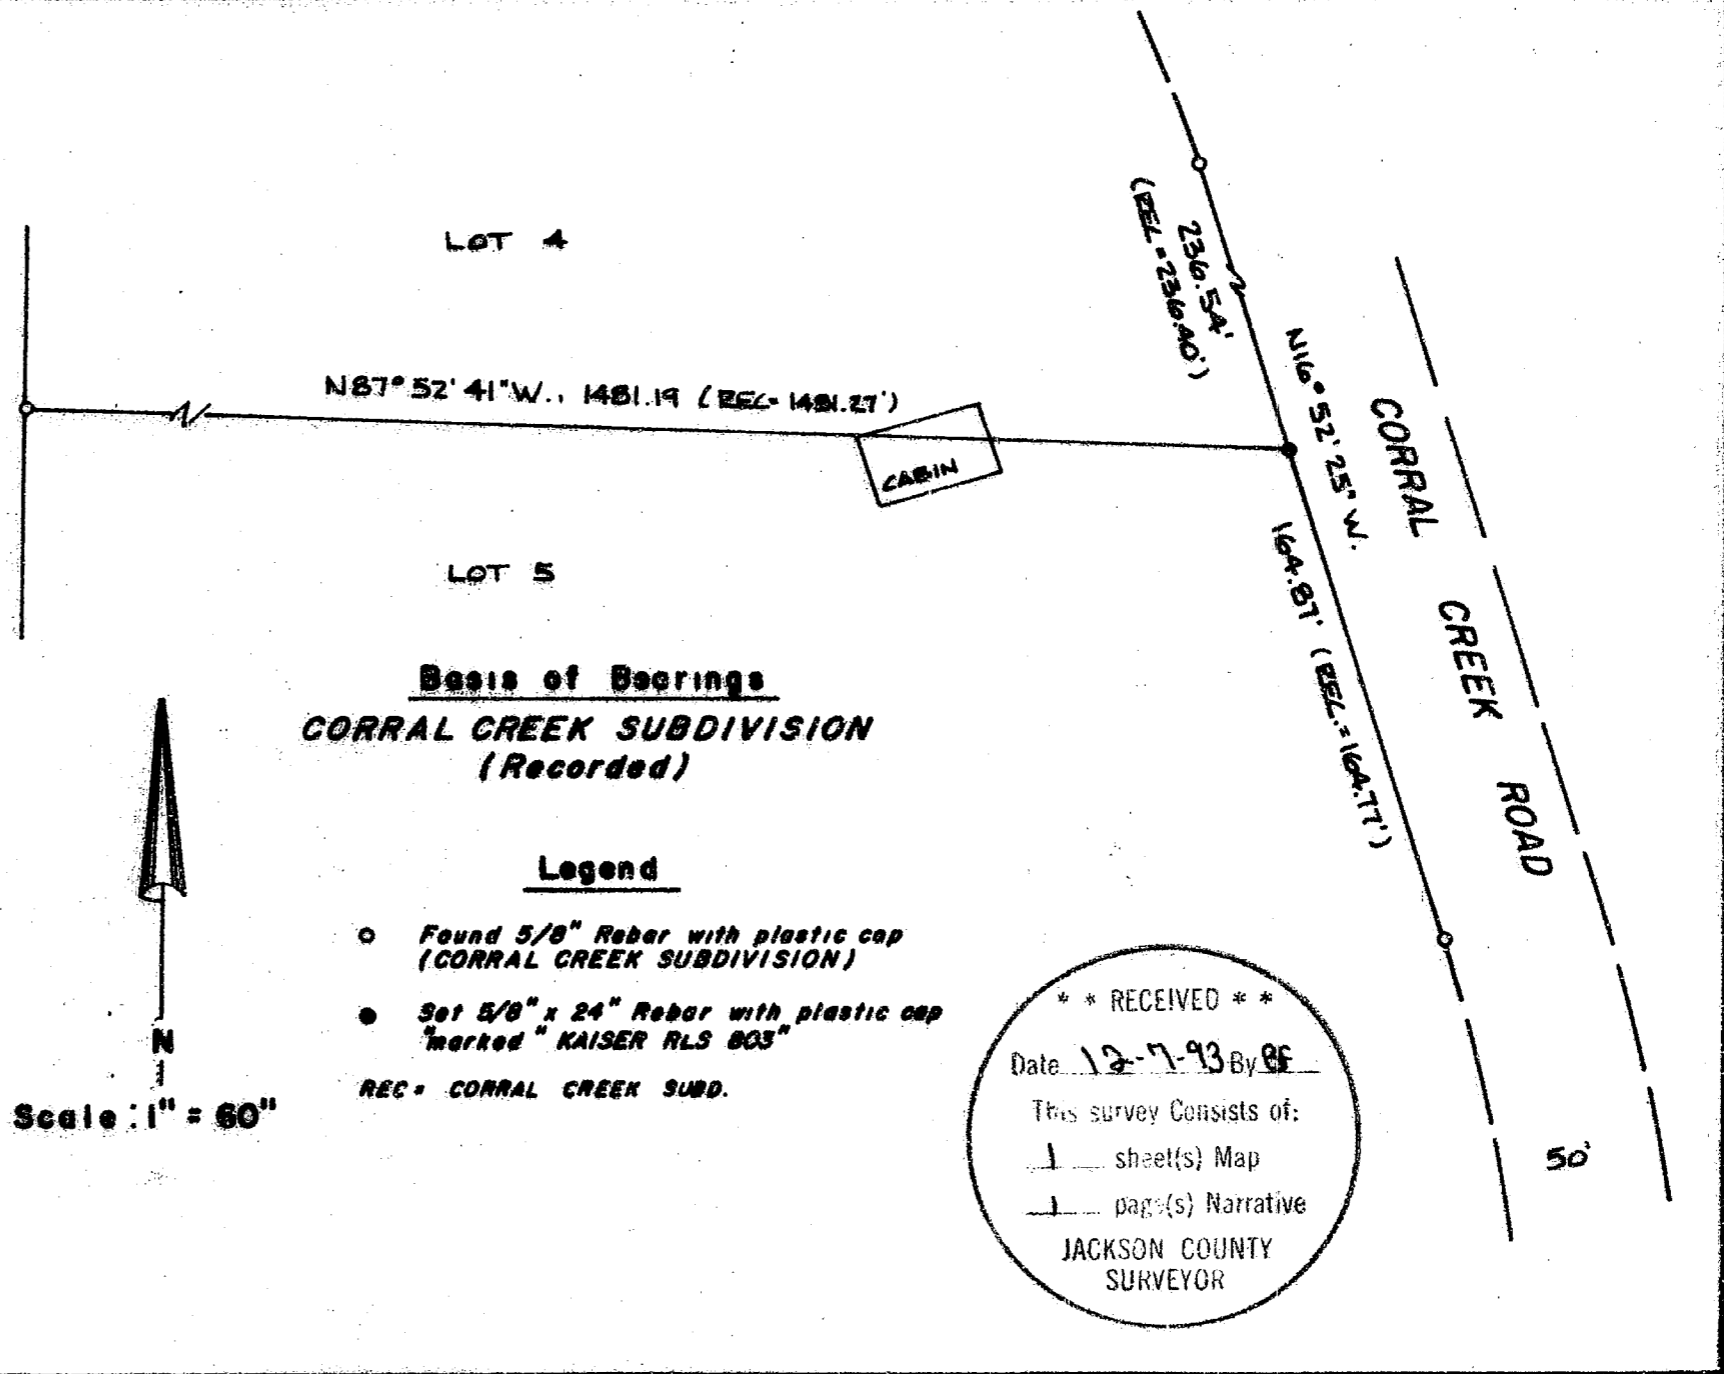 LOT 4
236.54'
(REC.=236.40')
N87°52'41"W., 1481.19 (REC= 1481.27')
N16°52'25"W.
CABIN
164.87' (REC.=164.77')
CORRAL CREEK ROAD
LOT 5
Basis of Bearings
CORRAL CREEK SUBDIVISION
(Recorded)
Legend
Found 5/8" Rebar with plastic cap
(CORRAL CREEK SUBDIVISION)
Set 5/8" x 24" Rebar with plastic cap
"marked " KAISER RLS 803"
REC = CORRAL CREEK SUBD.
N
Scale : 1" = 60"
* * RECEIVED * *
Date 12-7-93 By BF
This survey Consists of:
1 sheet(s) Map
1 page(s) Narrative
JACKSON COUNTY
SURVEYOR
50'